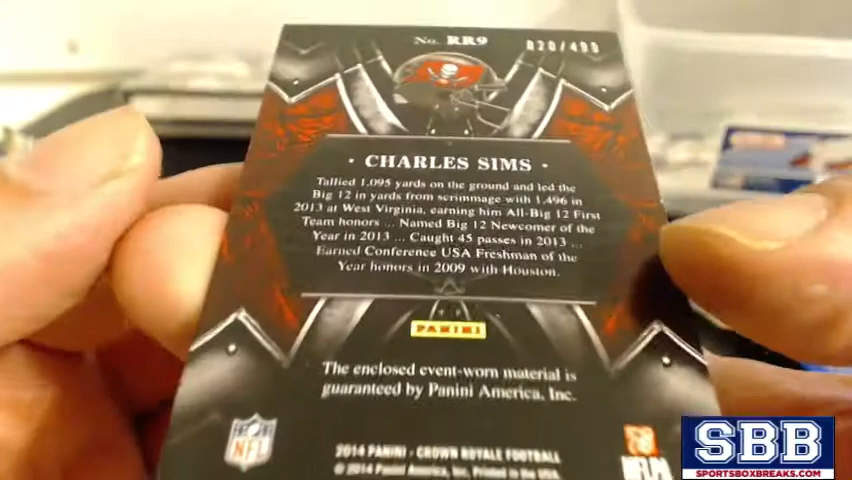 No. RR9
020/499
· CHARLES SIMS ·
Tallied 1,095 yards on the ground and led the
Big 12 in yards from scrimmage with 1,496 in
2013 at West Virginia, earning him All-Big 12 First
Team honors ... Named Big 12 Newcomer of the
Year in 2013 ... Caught 45 passes in 2013 ...
Earned Conference USA Freshman of the
Year honors in 2009 with Houston.
PANINI
The enclosed event-worn material is
guaranteed by Panini America, Inc.
NFL
2014 PANINI - CROWN ROYALE FOOTBALL
© 2014 Panini America, Inc. Printed in the USA.
SBB
SPORTSBOXBREAKS.COM